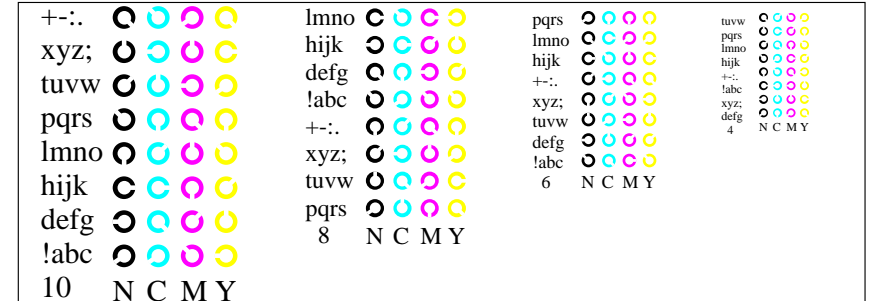 +-:.
xyz;
tuvw
pqrs
lmno
hijk
defg
!abc
10 N C M Y
lmno
hijk
defg
!abc
+-:.
xyz;
tuvw
pqrs
8 N C M Y
pqrs
lmno
hijk
+-:.
xyz;
tuvw
defg
!abc
6 N C M Y
tuvw
pqrs
lmno
hijk
+-:.
!abc
xyz;
defg
4 N C M Y